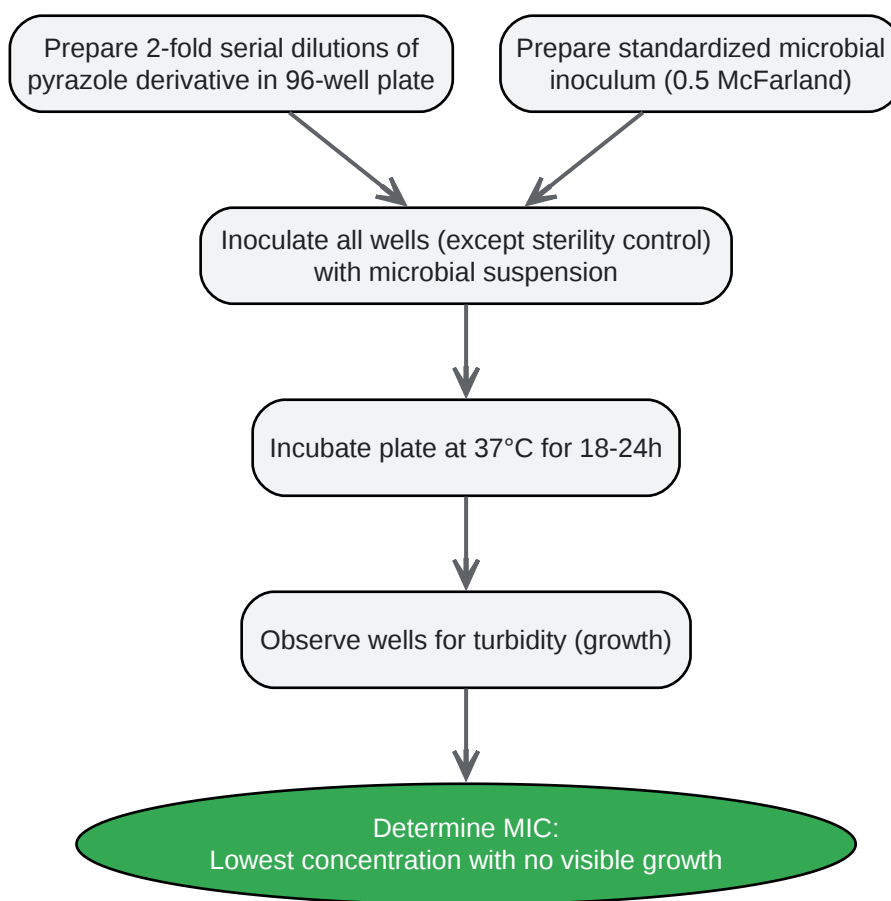 Prepare 2-fold serial dilutions of
pyrazole derivative in 96-well plate
Prepare standardized microbial
inoculum (0.5 McFarland)
Inoculate all wells (except sterility control)
with microbial suspension
Incubate plate at 37°C for 18-24h
Observe wells for turbidity (growth)
Determine MIC:
Lowest concentration with no visible growth